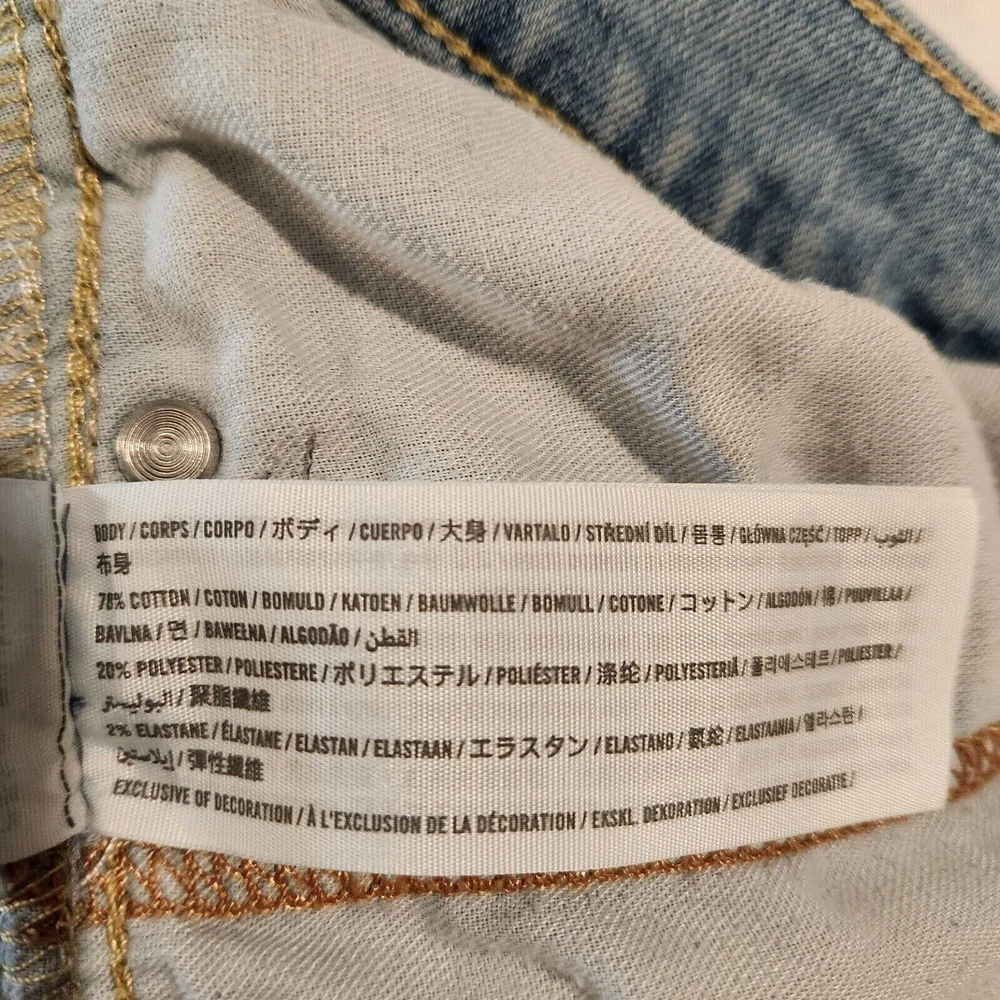 BODY / CORPS / CORPO / ボディ / CUERPO / 大身 / VARTALO / STŘEDNÍ DÍL / 몸통 / GŁÓWNA CZĘŚĆ / TOPP / الثوب /
布身
78% COTTON / COTON / BOMULD / KATOEN / BAUMWOLLE / BOMULL / COTONE / コットン / ALGODÓN / 棉 / PUUVILLAA /
BAVLNA / 면 / BAWEŁNA / ALGODÃO / القطن
20% POLYESTER / POLIESTERE / ポリエステル / POLIÉSTER / 涤纶 / POLYESTERIÄ / 폴리에스테르 / POLIESTER /
البوليستر / 聚脂纖維
2% ELASTANE / ÉLASTANE / ELASTAN / ELASTAAN / エラスタン / ELASTANO / 氨纶 / ELASTAANIA / 엘라스탄 /
إيلاستين / 彈性纖維
EXCLUSIVE OF DECORATION / À L'EXCLUSION DE LA DÉCORATION / EKSKL. DEKORATION / EXCLUSIEF DECORATIE /